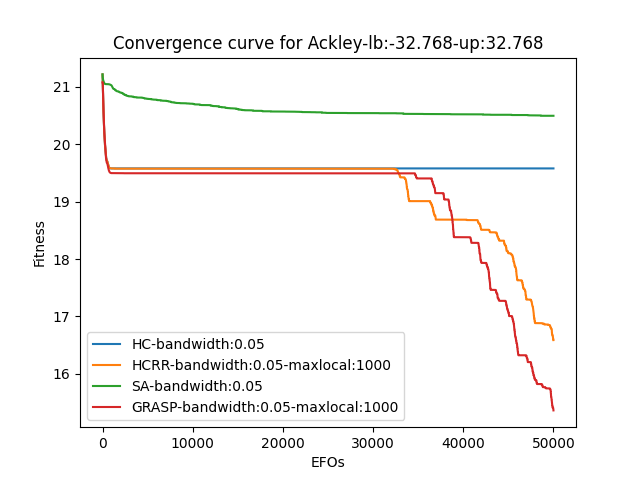 Convergence curve for Ackley-lb:-32.768-up:32.768
21
20
19
18
17
16
Fitness
HC-bandwidth:0.05
HCRR-bandwidth:0.05-maxlocal:1000
SA-bandwidth:0.05
GRASP-bandwidth:0.05-maxlocal:1000
0 10000 20000 30000 40000 50000
EFOs